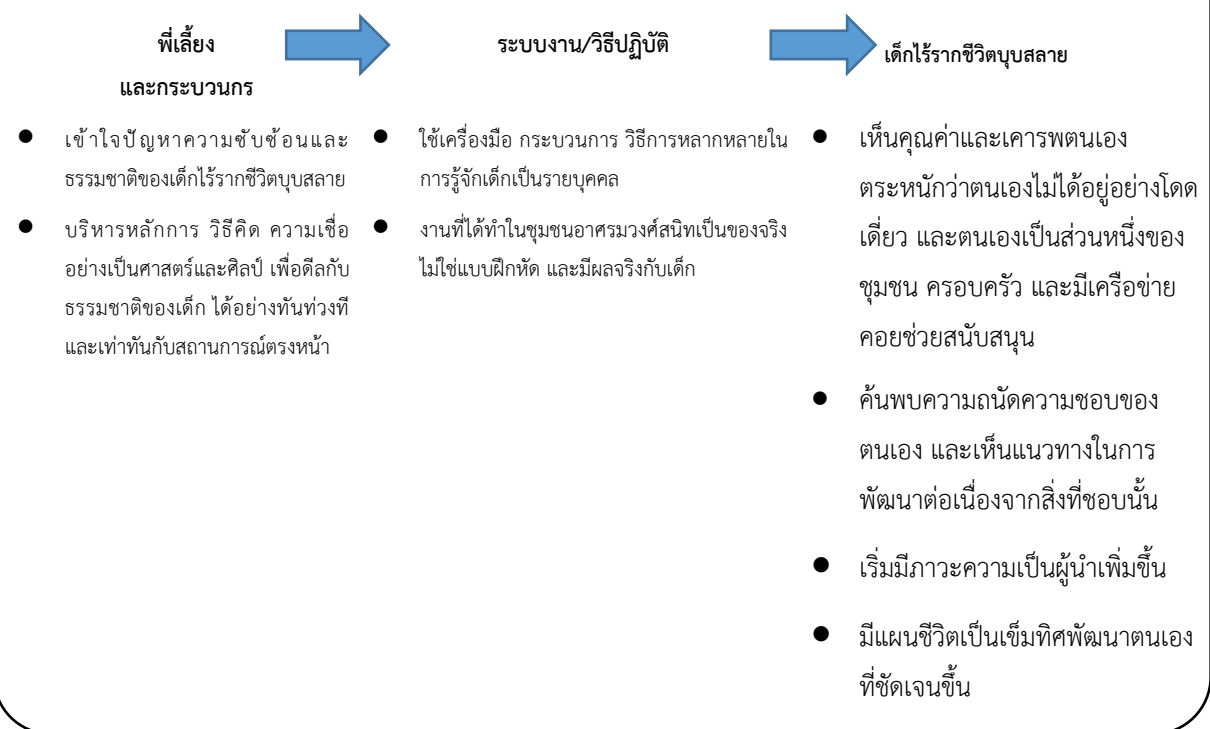 พี่เลี้ยง
และกระบวนกร
● เข้าใจปัญหาความซับซ้อนและ
ธรรมชาติของเด็กไร้รากชีวิตบุบสลาย
● บริหารหลักการ วิธีคิด ความเชื่อ
อย่างเป็นศาสตร์และศิลป์ เพื่อดีลกับ
ธรรมชาติของเด็ก ได้อย่างทันท่วงที
และเท่าทันกับสถานการณ์ตรงหน้า
ระบบงาน/วิธีปฏิบัติ
● ใช้เครื่องมือ กระบวนการ วิธีการหลากหลายใน
การรู้จักเด็กเป็นรายบุคคล
● งานที่ได้ทำในชุมชนอาศรมวงศ์สนิทเป็นของจริง
ไม่ใช่แบบฝึกหัด และมีผลจริงกับเด็ก
เด็กไร้รากชีวิตบุบสลาย
● เห็นคุณค่าและเคารพตนเอง
ตระหนักว่าตนเองไม่ได้อยู่อย่างโดด
เดี่ยว และตนเองเป็นส่วนหนึ่งของ
ชุมชน ครอบครัว และมีเครือข่าย
คอยช่วยสนับสนุน
● ค้นพบความถนัดความชอบของ
ตนเอง และเห็นแนวทางในการ
พัฒนาต่อเนื่องจากสิ่งที่ชอบนั้น
● เริ่มมีภาวะความเป็นผู้นำเพิ่มขึ้น
● มีแผนชีวิตเป็นเข็มทิศพัฒนาตนเอง
ที่ชัดเจนขึ้น